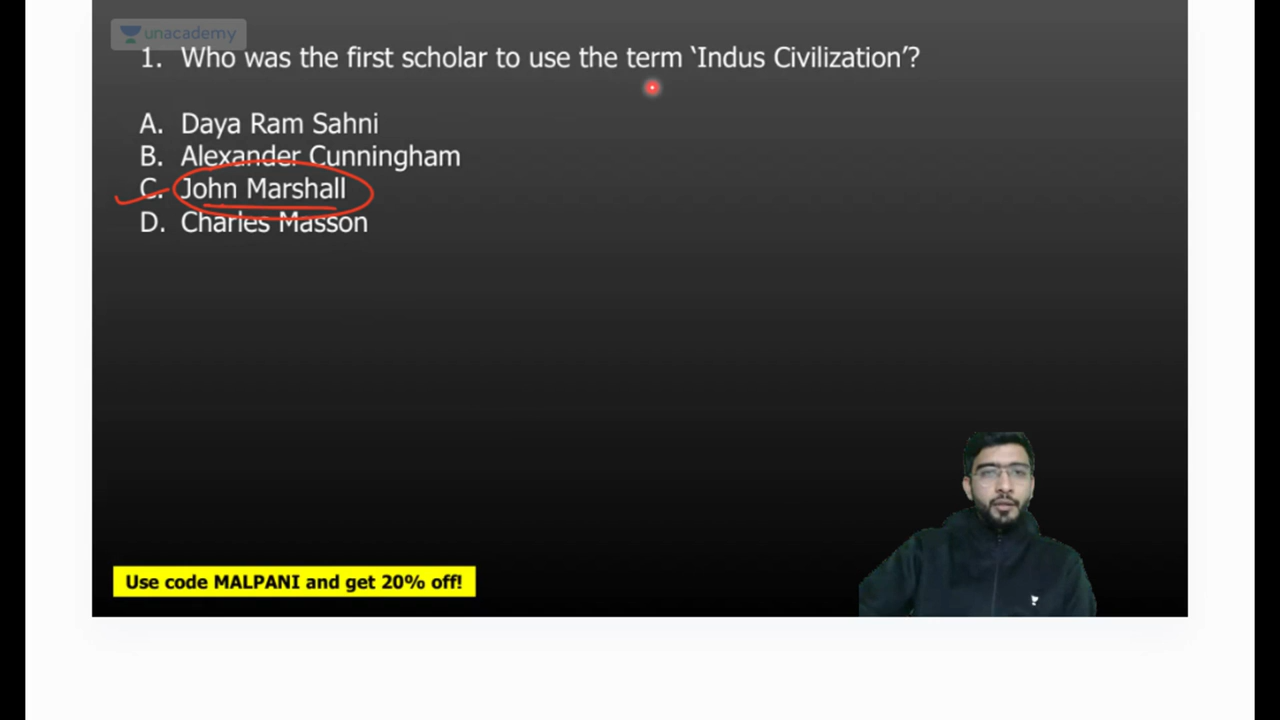 unacademy
1. Who was the first scholar to use the term ‘Indus Civilization’?
A. Daya Ram Sahni
B. Alexander Cunningham
C. John Marshall
D. Charles Masson
Use code MALPANI and get 20% off!